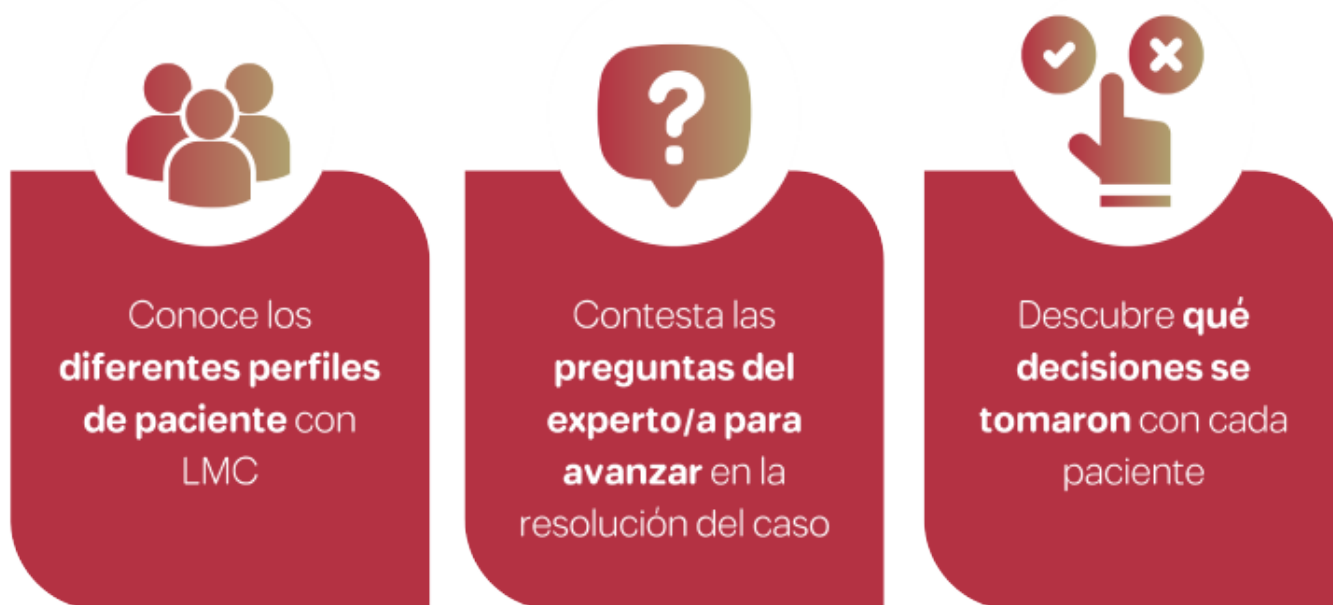 Conoce los
diferentes perfiles
de paciente con
LMC
Contesta las
preguntas del
experto/a para
avanzar en la
resolución del caso
Descubre qué
decisiones se
tomaron con cada
paciente